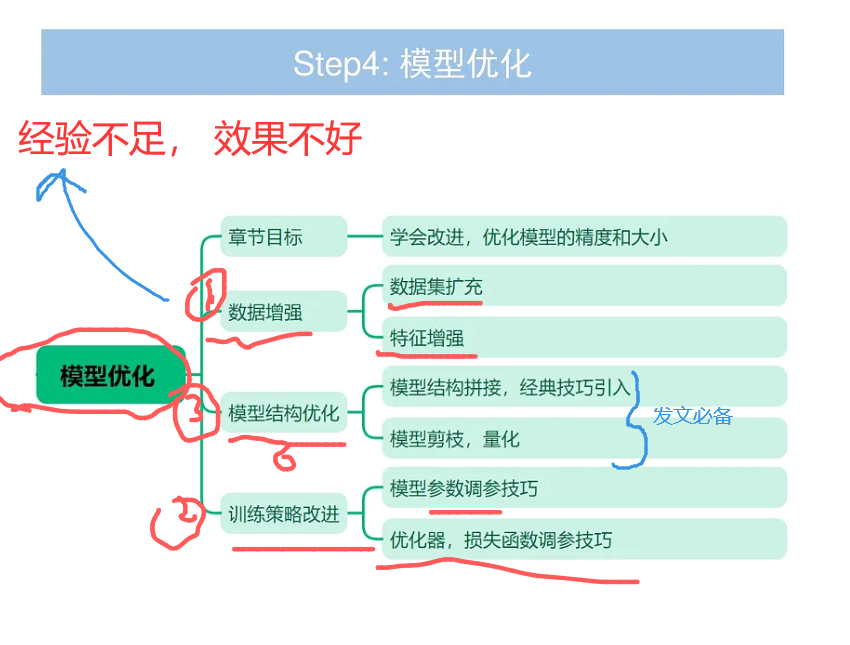 Step4: 模型优化
经验不足， 效果不好
章节目标
学会改进，优化模型的精度和大小
1
数据增强
数据集扩充
特征增强
模型优化
3
模型结构优化
模型结构拼接，经典技巧引入
模型剪枝，量化
发文必备
2
训练策略改进
模型参数调参技巧
优化器，损失函数调参技巧